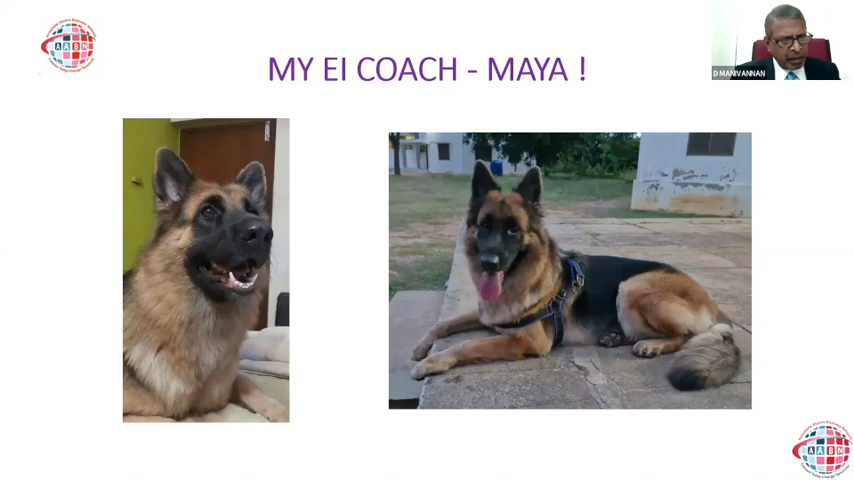 AABN
MY EI COACH - MAYA !
D MANIVANNAN
AABN